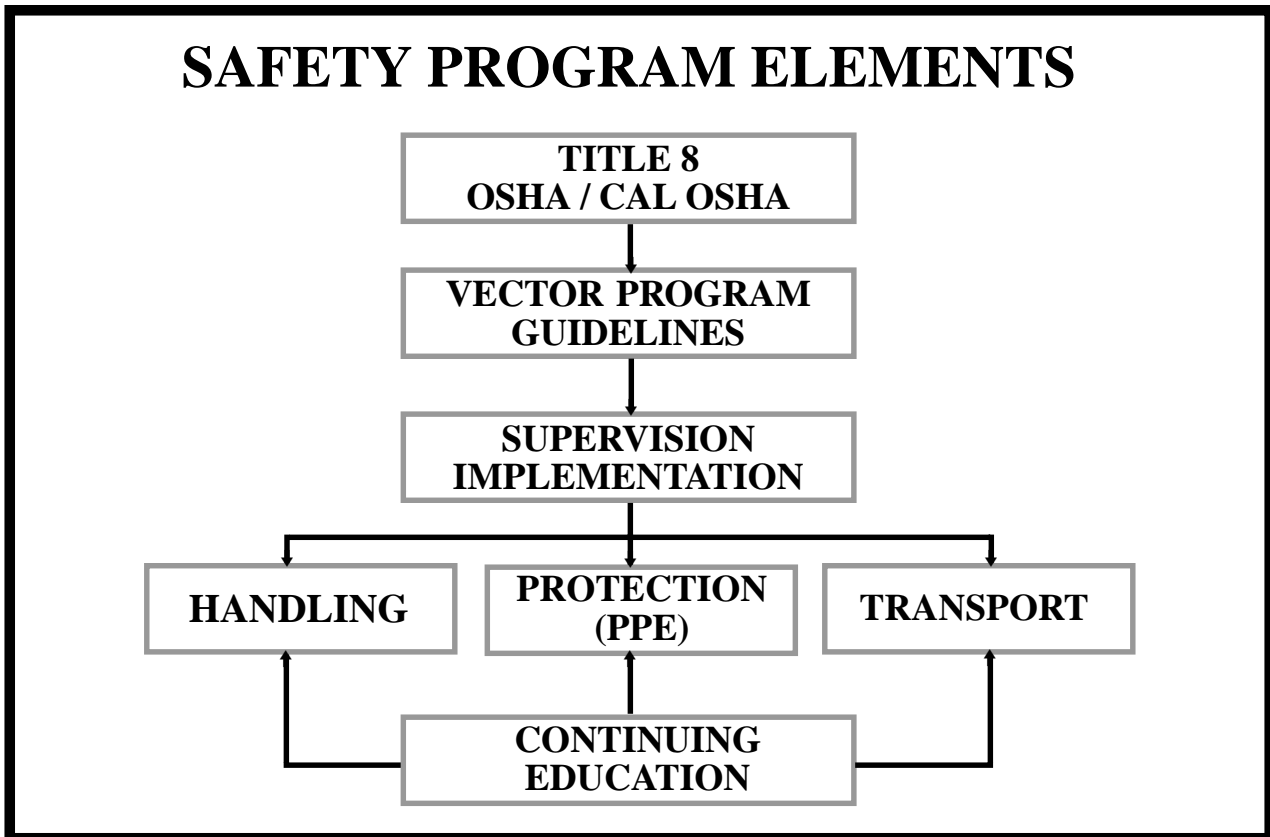 SAFETY PROGRAM ELEMENTS
TITLE 8
OSHA / CAL OSHA
VECTOR PROGRAM
GUIDELINES
SUPERVISION
IMPLEMENTATION
HANDLING
PROTECTION
(PPE)
TRANSPORT
CONTINUING
EDUCATION